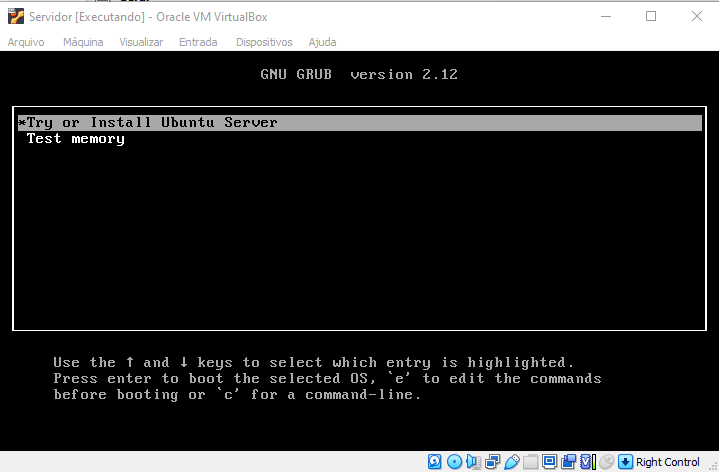 Servidor [Executando] - Oracle VM VirtualBox
Arquivo Máquina Visualizar Entrada Dispositivos Ajuda
GNU GRUB version 2.12
*Try or Install Ubuntu Server
Test memory
Use the ↑ and ↓ keys to select which entry is highlighted.
Press enter to boot the selected OS, `e' to edit the commands
before booting or `c' for a command-line.
Right Control